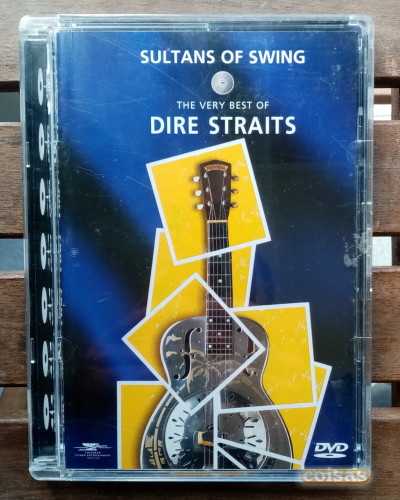 SULTANS OF SWING
THE VERY BEST OF
DIRE STRAITS
DVD
coisas